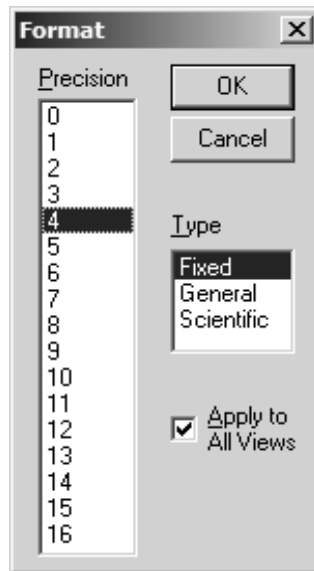 Format
Precision
0
1
2
3
4
5
6
7
8
9
10
11
12
13
14
15
16
OK
Cancel
Type
Fixed
General
Scientific
Apply to
All Views